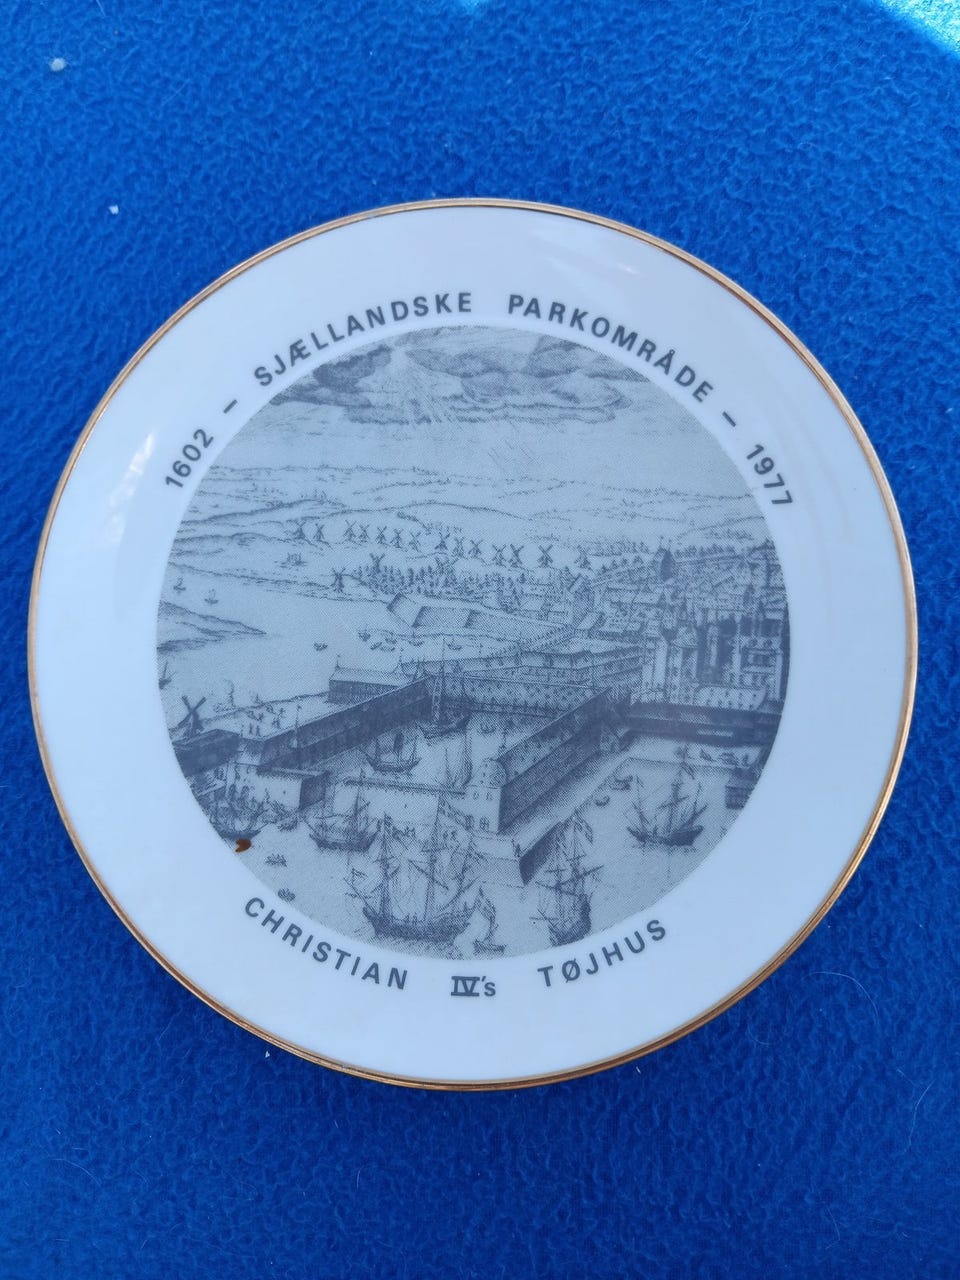 1602 – SJÆLLANDSKE PARKOMRÅDE – 1977
CHRISTIAN IV's TØJHUS